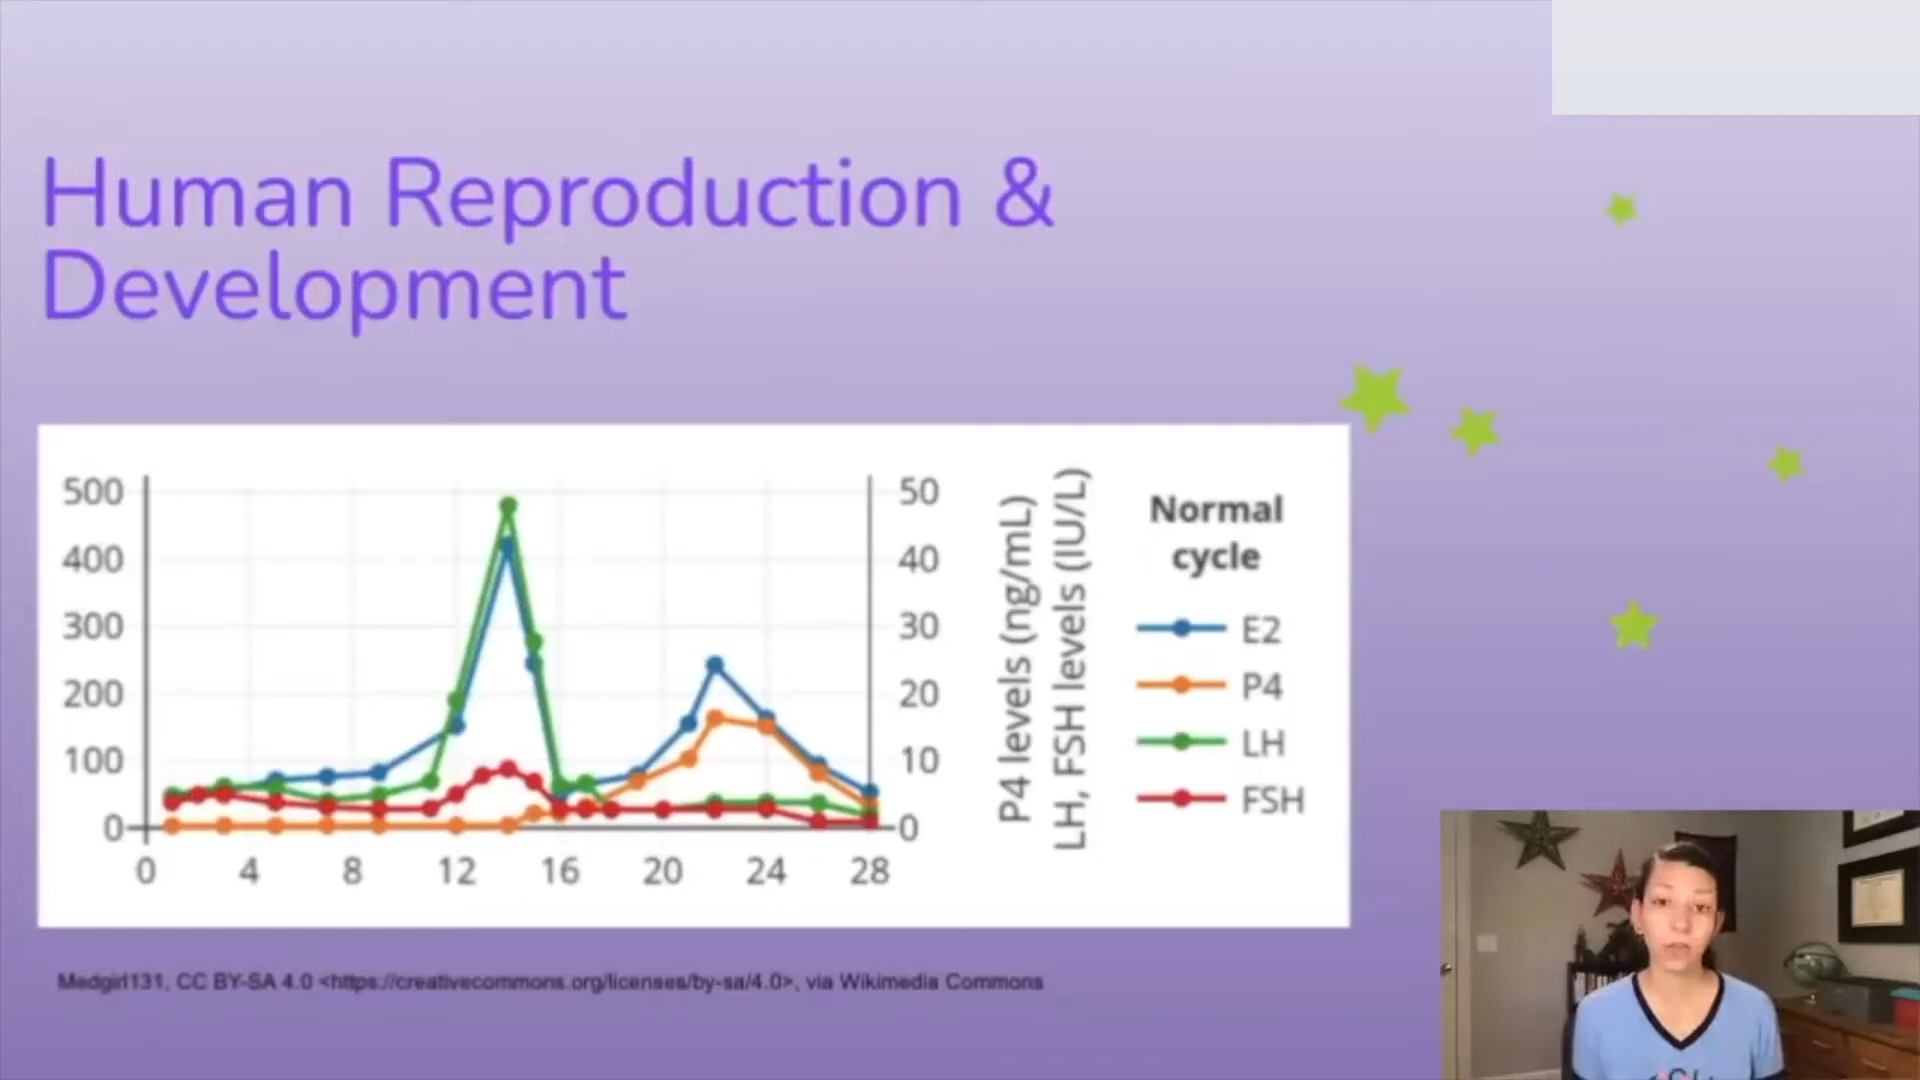 Human Reproduction &
Development
500
400
300
200
100
0
0 4 8 12 16 20 24 28
50
40
30
20
10
0
P4 levels (ng/mL)
LH, FSH levels (IU/L)
Normal
cycle
E2
P4
LH
FSH
Medgirl131, CC BY-SA 4.0 <https://creativecommons.org/licenses/by-sa/4.0>, via Wikimedia Commons